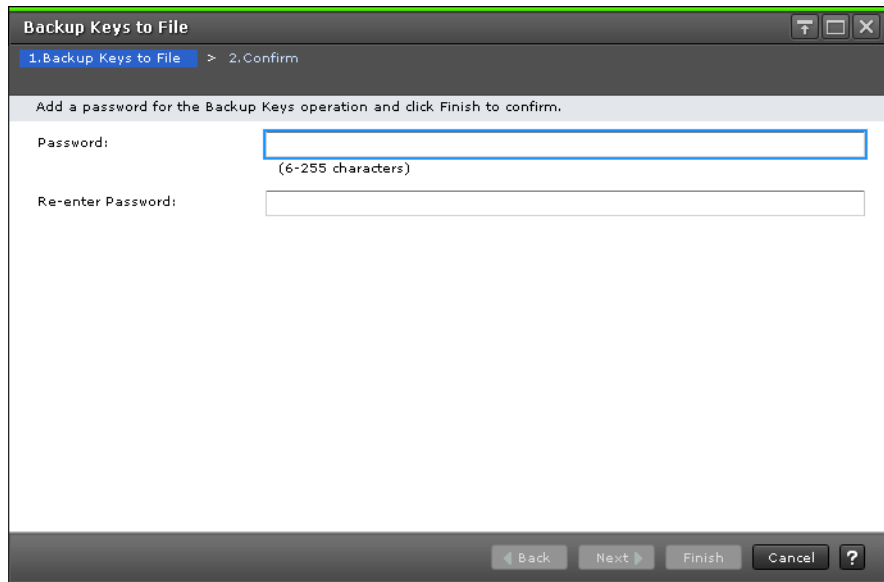 Backup Keys to File
1.Backup Keys to File > 2.Confirm
Add a password for the Backup Keys operation and click Finish to confirm.
Password:
(6-255 characters)
Re-enter Password:
Back Next Finish Cancel ?